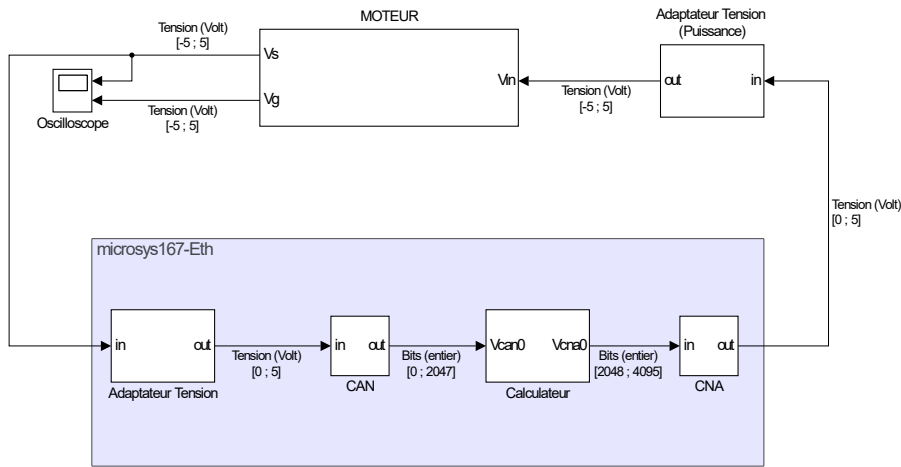 MOTEUR
Adaptateur Tension
(Puissance)
Tension (Volt)
[-5 ; 5]
Vs
Vg
Vin
out
in
Tension (Volt)
[-5 ; 5]
Tension (Volt)
[-5 ; 5]
Oscilloscope
Tension (Volt)
[0 ; 5]
microsys167-Eth
in
out
Tension (Volt)
[0 ; 5]
in
out
Bits (entier)
[0 ; 2047]
Vcan0
Vcna0
Bits (entier)
[2048 ; 4095]
in
out
Adaptateur Tension
CAN
Calculateur
CNA